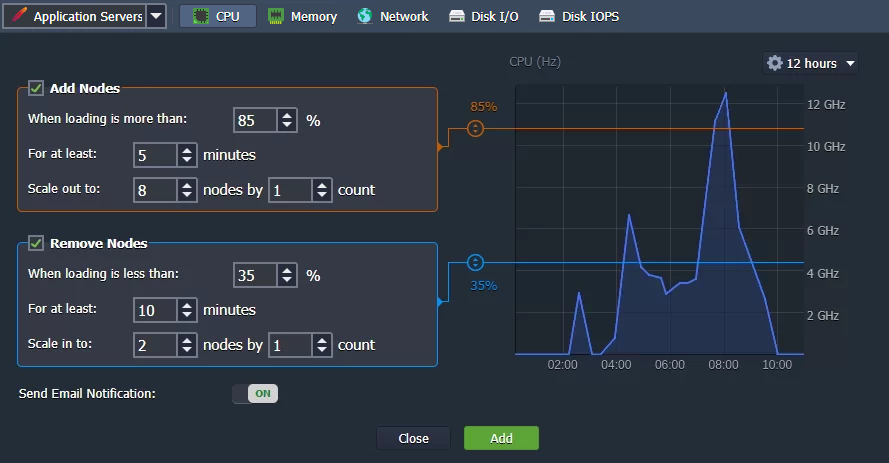 Application Servers CPU Memory Network Disk I/O Disk IOPS
CPU (Hz) 12 hours
Add Nodes
When loading is more than: 85 %
For at least: 5 minutes
Scale out to: 8 nodes by 1 count
Remove Nodes
When loading is less than: 35 %
For at least: 10 minutes
Scale in to: 2 nodes by 1 count
Send Email Notification: ON
85%
35%
12 GHz
10 GHz
8 GHz
6 GHz
4 GHz
2 GHz
02:00 04:00 06:00 08:00 10:00
Close Add